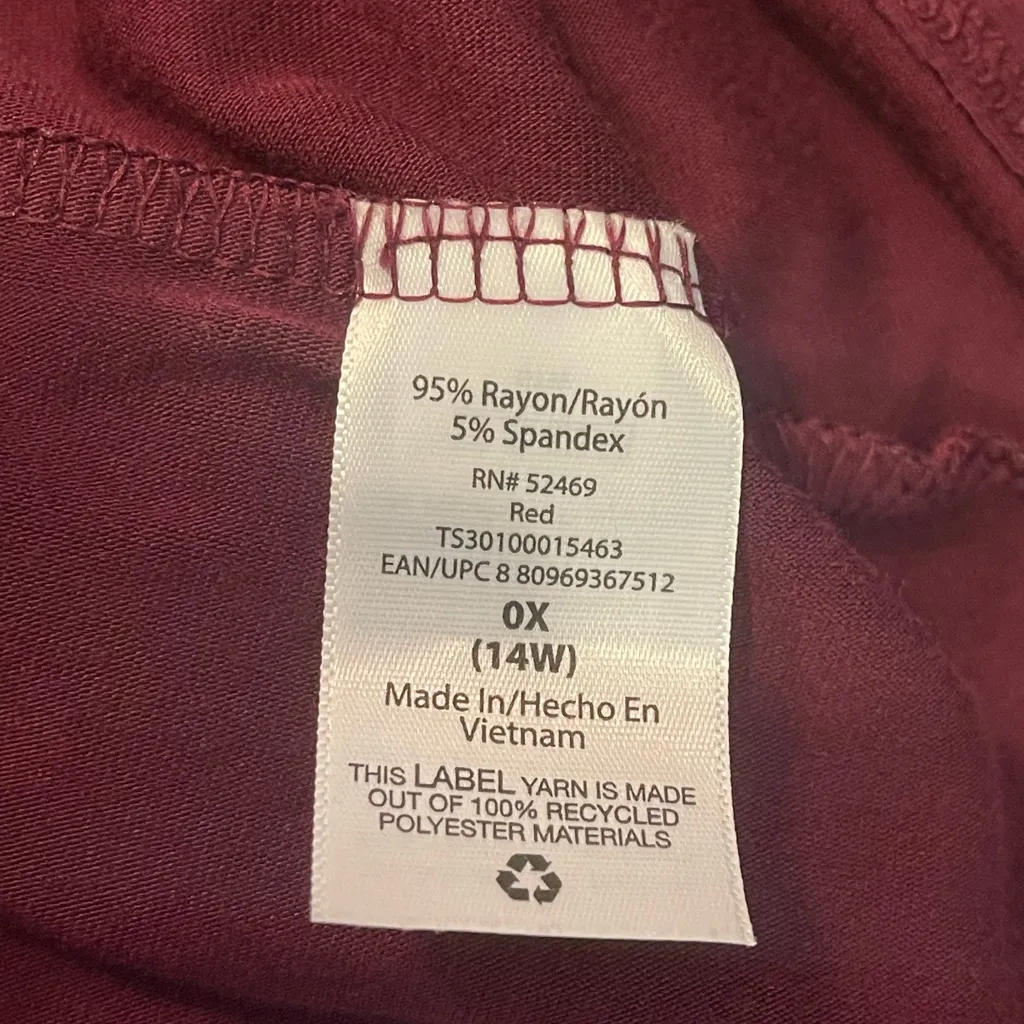 95% Rayon/Rayón
5% Spandex
RN# 52469
Red
TS30100015463
EAN/UPC 8 80969367512
0X
(14W)
Made In/Hecho En
Vietnam
THIS LABEL YARN IS MADE
OUT OF 100% RECYCLED
POLYESTER MATERIALS